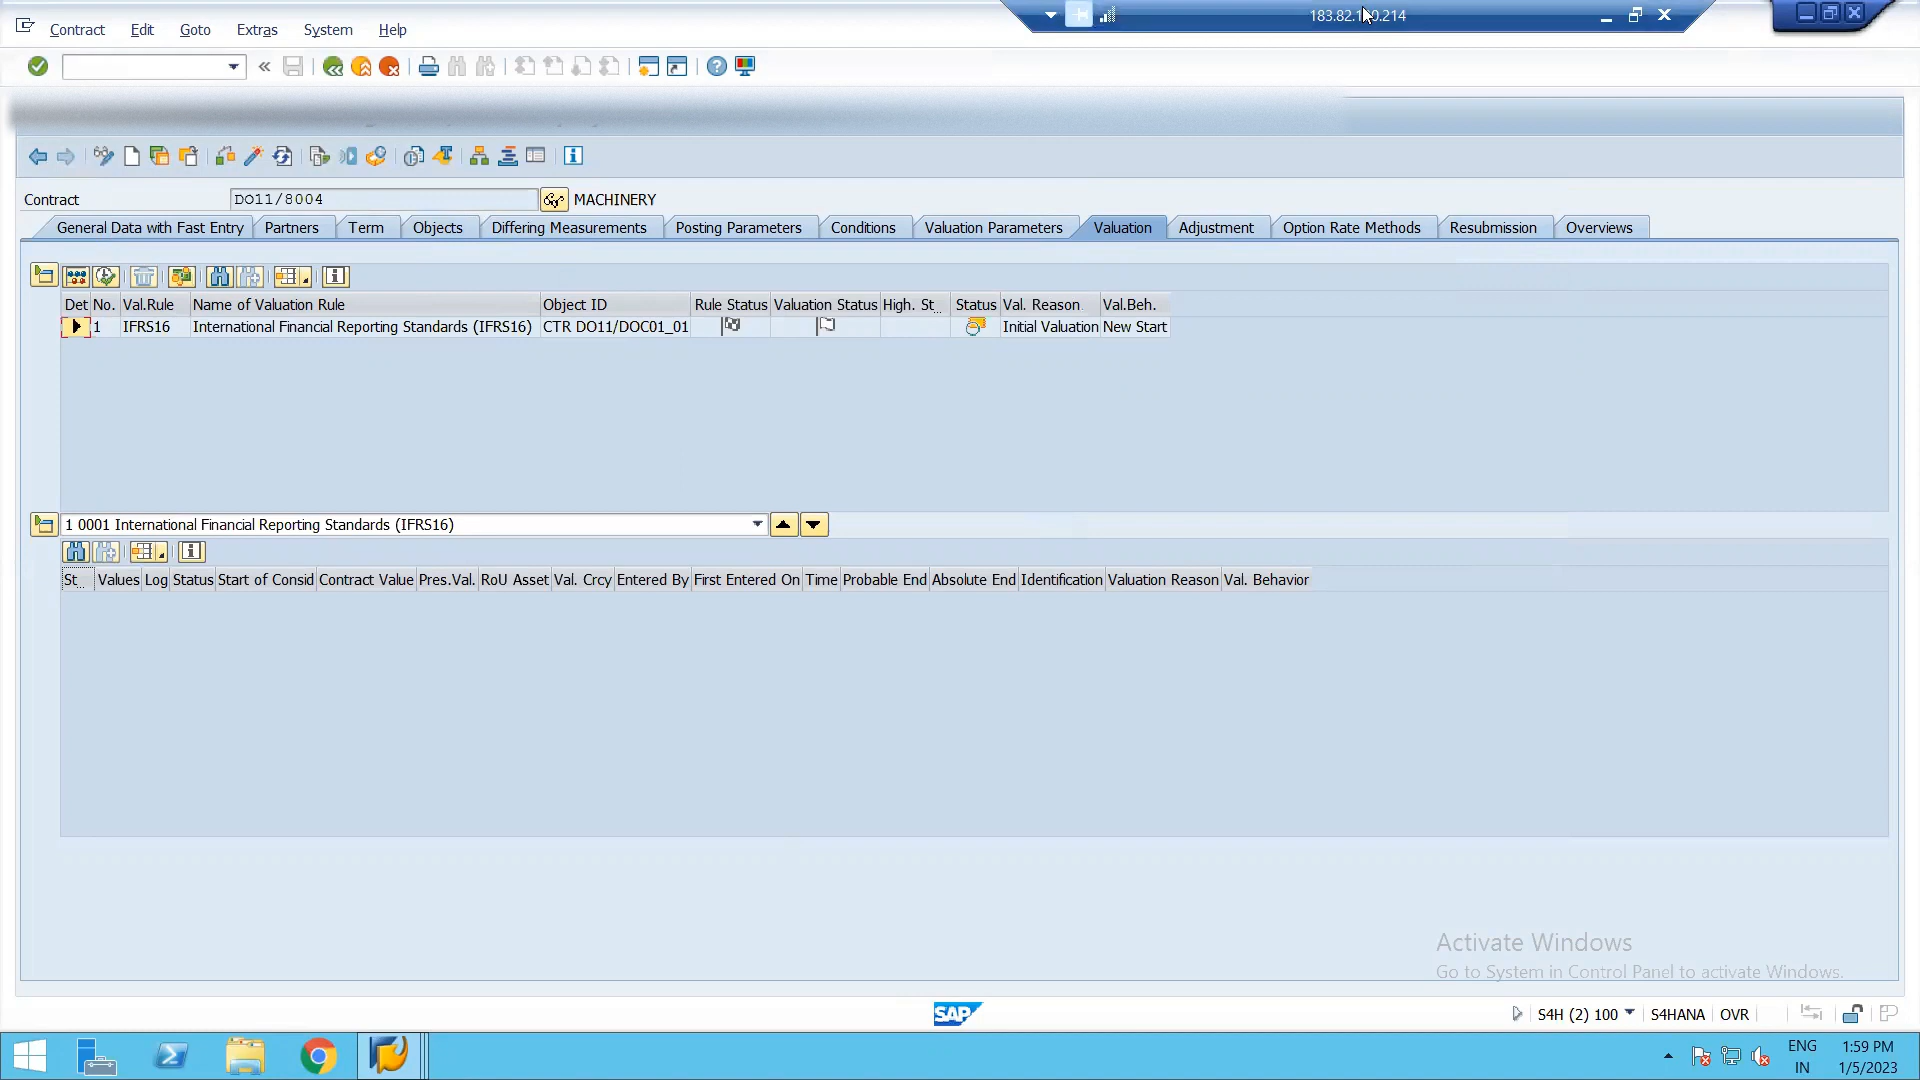 Contract Edit Goto Extras System Help
Contract DO11/8004 MACHINERY
General Data with Fast Entry Partners Term Objects Differing Measurements Posting Parameters Conditions Valuation Parameters Valuation Adjustment Option Rate Methods Resubmission Overviews
Det No. Val.Rule Name of Valuation Rule Object ID Rule Status Valuation Status High. St... Status Val. Reason Val.Beh.
1 IFRS16 International Financial Reporting Standards (IFRS16) CTR DO11/DOC01_01 Initial Valuation New Start
1 0001 International Financial Reporting Standards (IFRS16)
St... Values Log Status Start of Consid Contract Value Pres.Val. RoU Asset Val. Crcy Entered By First Entered On Time Probable End Absolute End Identification Valuation Reason Val. Behavior
Activate Windows
Go to System in Control Panel to activate Windows.
SAP S4H (2) 100 S4HANA OVR
ENG 1:59 PM
IN 1/5/2023